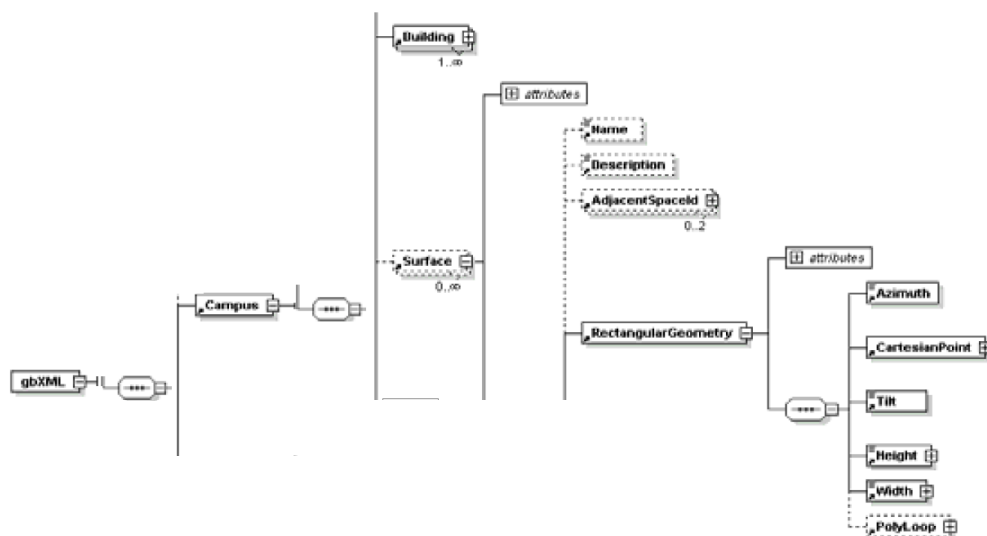 Building
1..∞
attributes
Name
Description
AdjacentSpaceId
0..2
Surface
0..∞
attributes
Campus
Azimuth
RectangularGeometry
CartesianPoint
gbXML
Tilt
Height
Width
PolyLoop